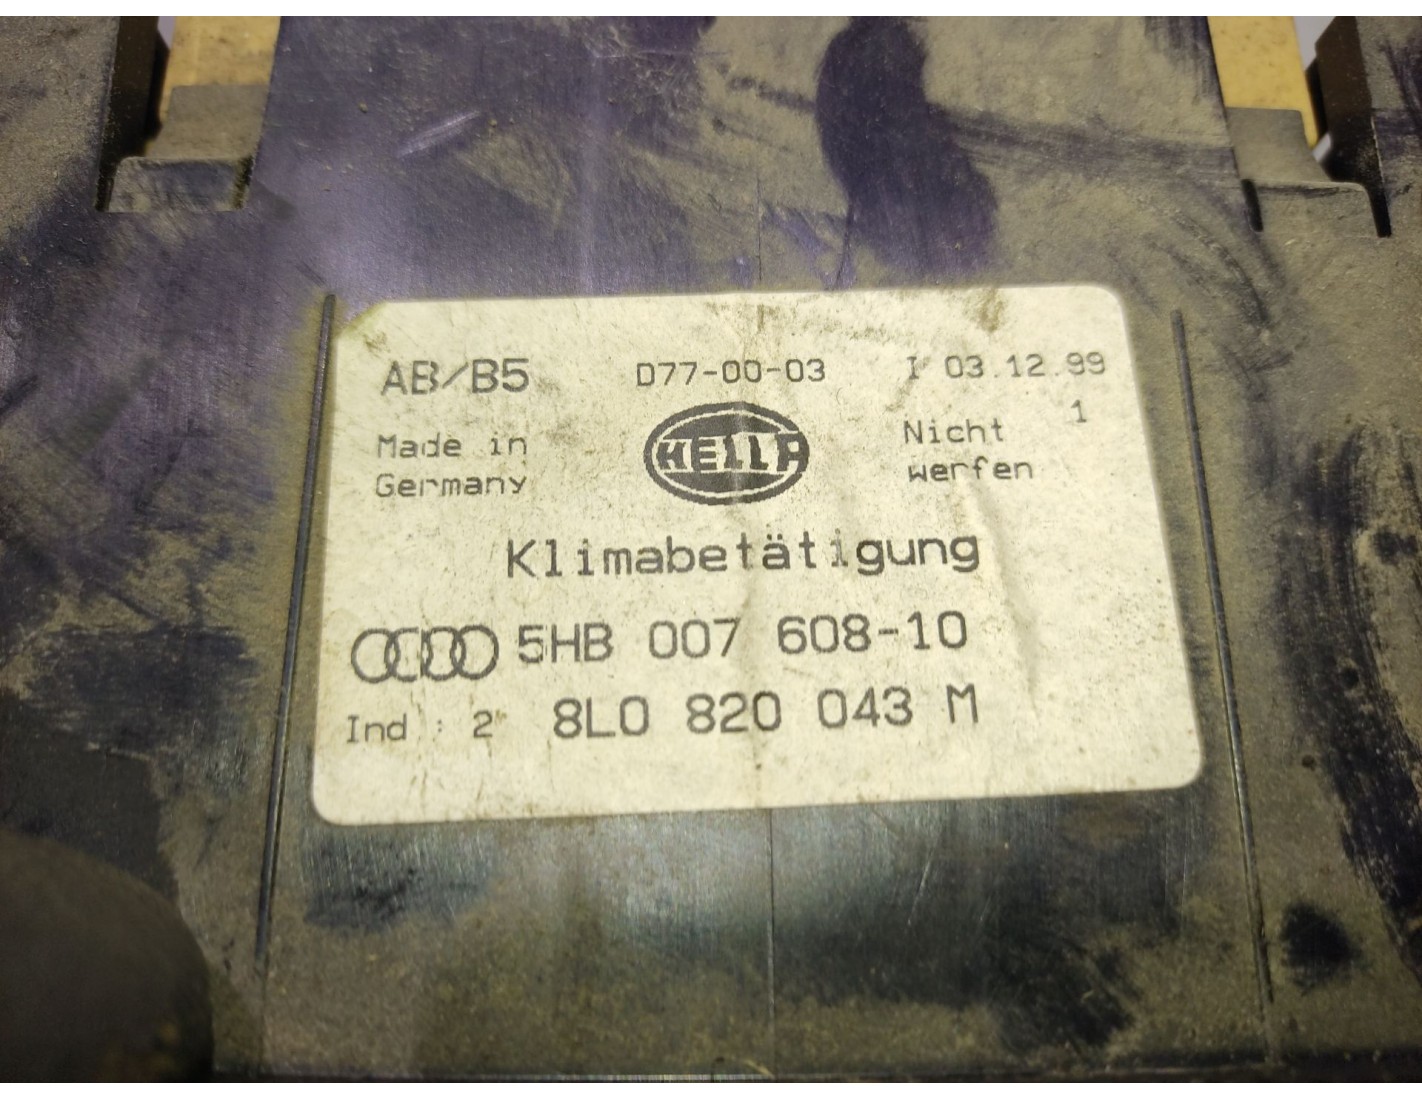 AB/B5 D77-00-03 I 03.12.99
1
Made in
Germany
HELLA
Nicht
werfen
Klimabetätigung
5HB 007 608-10
Ind : 2 8L0 820 043 M